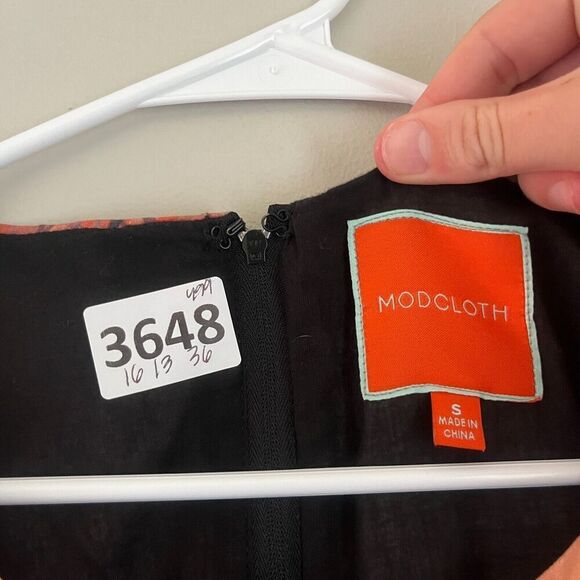 3648
16 13 36
MODCLOTH
S
MADE IN
CHINA